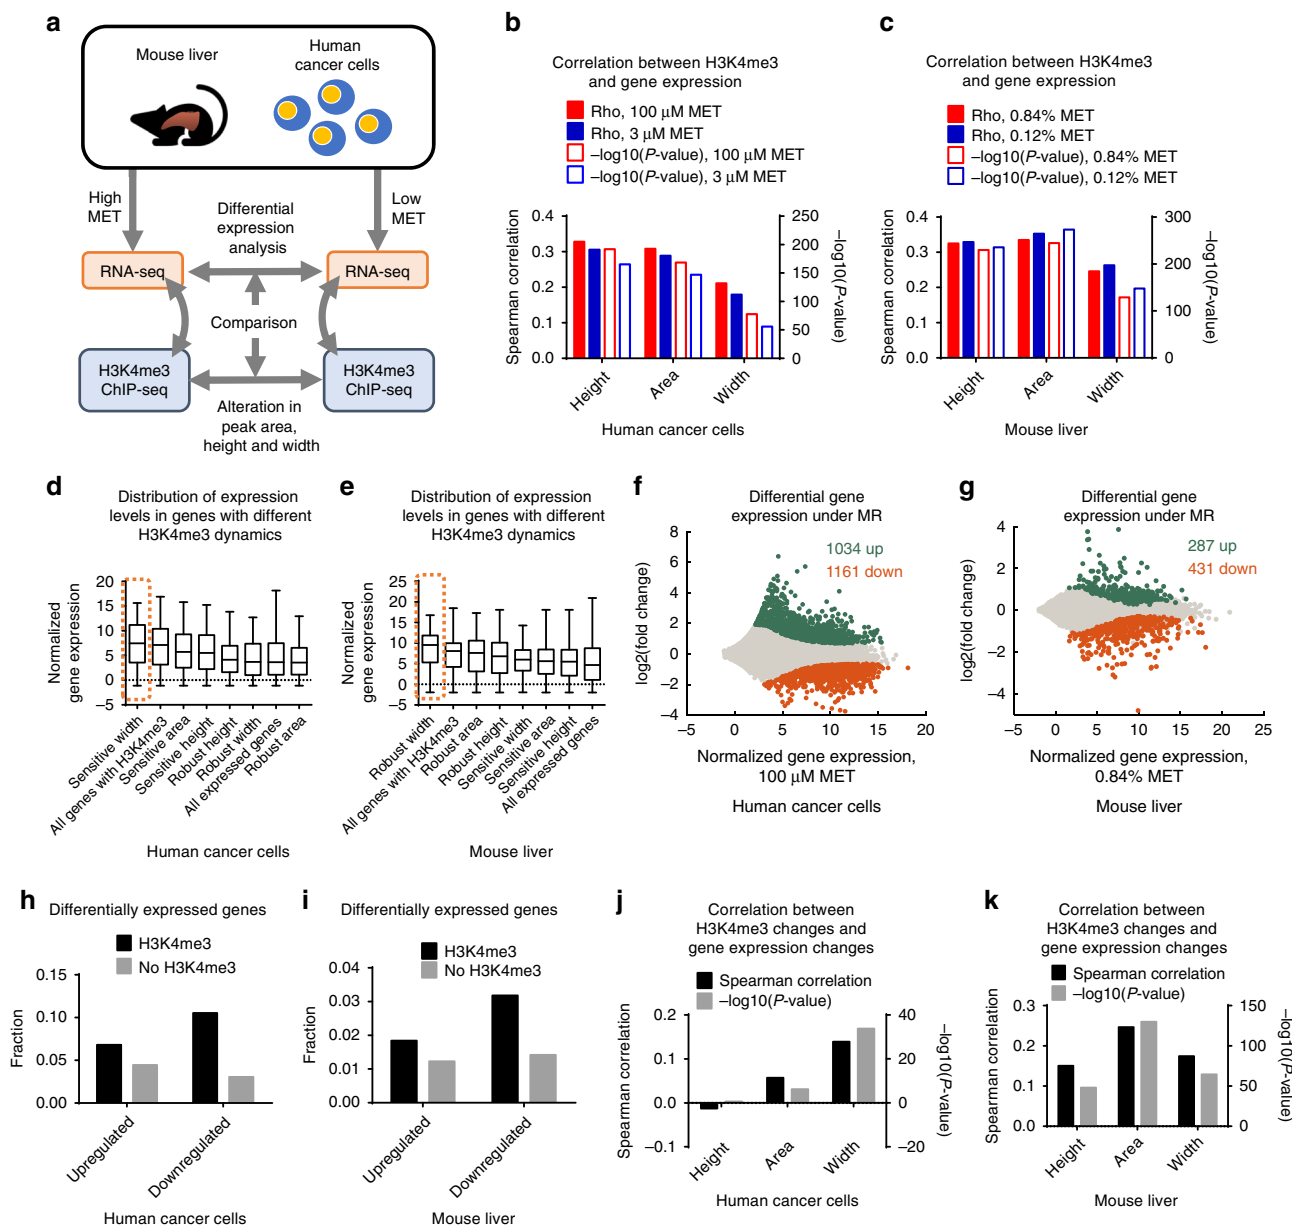 a
Mouse liver
Human
cancer cells
High
MET
Low
MET
Differential
expression
analysis
RNA-seq
RNA-seq
Comparison
H3K4me3
ChIP-seq
H3K4me3
ChIP-seq
Alteration in
peak area,
height and width
b
Correlation between H3K4me3
and gene expression
Rho, 100 μM MET
Rho, 3 μM MET
–log10(P-value), 100 μM MET
–log10(P-value), 3 μM MET
Spearman correlation
0.4
0.3
0.2
0.1
0.0
250
200
150
100
50
0
–log10(P-value)
Height
Area
Width
Human cancer cells
c
Correlation between H3K4me3
and gene expression
Rho, 0.84% MET
Rho, 0.12% MET
–log10(P-value), 0.84% MET
–log10(P-value), 0.12% MET
Spearman correlation
0.4
0.3
0.2
0.1
0.0
300
200
100
0
–log10(P-value)
Height
Area
Width
Mouse liver
d
Distribution of expression
levels in genes with different
H3K4me3 dynamics
Normalized
gene expression
20
15
10
5
0
–5
Sensitive width
All genes with H3K4me3
Sensitive area
Sensitive height
Robust height
Robust width
All expressed genes
Robust area
Human cancer cells
e
Distribution of expression
levels in genes with different
H3K4me3 dynamics
Normalized
gene expression
25
20
15
10
5
0
–5
Robust width
All genes with H3K4me3
Robust area
Robust height
Sensitive width
Sensitive area
Sensitive height
All expressed genes
Mouse liver
f
Differential gene
expression under MR
1034 up
1161 down
log2(fold change)
8
6
4
2
0
–2
–4
–5
0
5
10
15
20
Normalized gene expression,
100 μM MET
Human cancer cells
g
Differential gene
expression under MR
287 up
431 down
log2(fold change)
4
2
0
–2
–4
–5
0
5
10
15
20
25
Normalized gene expression,
0.84% MET
Mouse liver
h
Differentially expressed genes
H3K4me3
No H3K4me3
Fraction
0.15
0.10
0.05
0.00
Upregulated
Downregulated
Human cancer cells
i
Differentially expressed genes
H3K4me3
No H3K4me3
Fraction
0.04
0.03
0.02
0.01
0.00
Upregulated
Downregulated
Mouse liver
j
Correlation between
H3K4me3 changes and
gene expression changes
Spearman correlation
–log10(P-value)
Spearman correlation
0.2
0.1
0.0
–0.1
40
20
0
–20
–log10(P-value)
Height
Area
Width
Human cancer cells
k
Correlation between
H3K4me3 changes and
gene expression changes
Spearman correlation
–log10(P-value)
Spearman correlation
0.3
0.2
0.1
0.0
150
100
50
0
–log10(P-value)
Height
Area
Width
Mouse liver